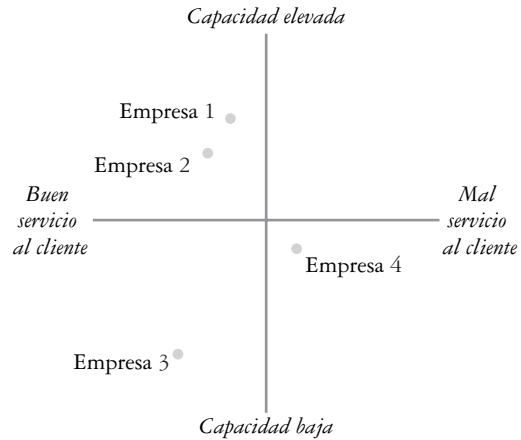 Capacidad elevada
Empresa 1
Empresa 2
Buen
servicio
al cliente
Mal
servicio
al cliente
Empresa 4
Empresa 3
Capacidad baja